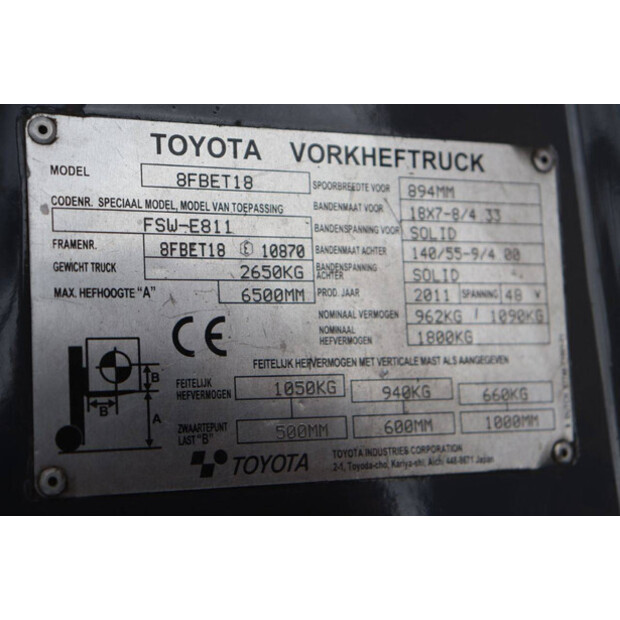 TOYOTA VORKHEFTRUCK
MODEL 8FBET18
SPOORBREEDTE VOOR 894MM
CODENR. SPECIAAL MODEL, MODEL VAN TOEPASSING
FSW-E811
BANDENMAAT VOOR 18X7-8/4.33
BANDENSPANNING VOOR SOLID
FRAMENR. 8FBET18 E 10870
BANDENMAAT ACHTER 140/55-9/4.00
GEWICHT TRUCK 2650KG
BANDENSPANNING ACHTER SOLID
MAX. HEFHOOGTE "A" 6500MM
PROD. JAAR 2011 SPANNING 48 V
NOMINAAL VERMOGEN 962KG / 1090KG
NOMINAAL HEFVERMOGEN 1800KG
CE
FEITELIJK HEFVERMOGEN MET VERTICALE MAST ALS AANGEGEVEN
FEITELIJK HEFVERMOGEN 1050KG 940KG 660KG
ZWAARTEPUNT LAST "B" 500MM 600MM 1000MM
B
B
A
TOYOTA
TOYOTA INDUSTRIES CORPORATION
2-1, Toyoda-cho, Kariya-shi, Aichi 448-8671 Japan